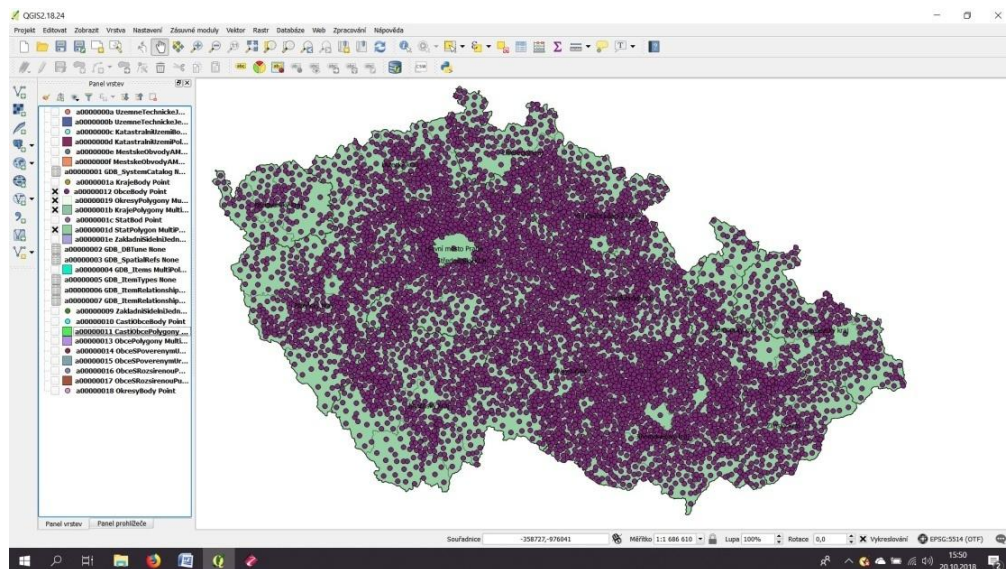 QGIS2.18.24
Projekt Editovat Zobrazit Vrstva Nastavení Zásuvné moduly Vektor Rastr Databáze Web Zpracování Nápověda
Panel vrstev
a0000000a UzemneTechnickeJ...
a0000000b UzemneTechnickeJe...
a0000000c KatastralniUzemiBo...
a0000000d KatastralniUzemiPol...
a0000000e MestskeObvodyAM...
a0000000f MestskeObvodyAM...
a00000001 GDB_SystemCatalog N...
a0000001a KrajeBody Point
a00000012 ObceBody Point
a00000019 OkresyPolygony Mu...
a0000001b KrajePolygony Multi...
a0000001c StatBod Point
a0000001d StatPolygon MultiP...
a0000001e ZakladniSidelniJedn...
a00000002 GDB_DBTune None
a00000003 GDB_SpatialRefs None
a00000004 GDB_Items MultiPol...
a00000005 GDB_ItemTypes None
a00000006 GDB_ItemRelationship...
a00000007 GDB_ItemRelationship...
a00000009 ZakladniSidelniJedn...
a00000010 CastiObceBody Point
a00000011 CastiObcePolygony ...
a00000013 ObcePolygony Multi...
a00000014 ObceSPoverenymU...
a00000015 ObceSPoverenymUr...
a00000016 ObceSRozsirenouP...
a00000017 ObceSRozsirenouPu...
a00000018 OkresyBody Point
Panel vrstev Panel prohlížeče
Souřadnice -358727,-976041 Měřítko 1:1 686 610 Lupa 100% Rotace 0,0 Vykreslování EPSG:5514 (OTF)
15:50
20.10.2018